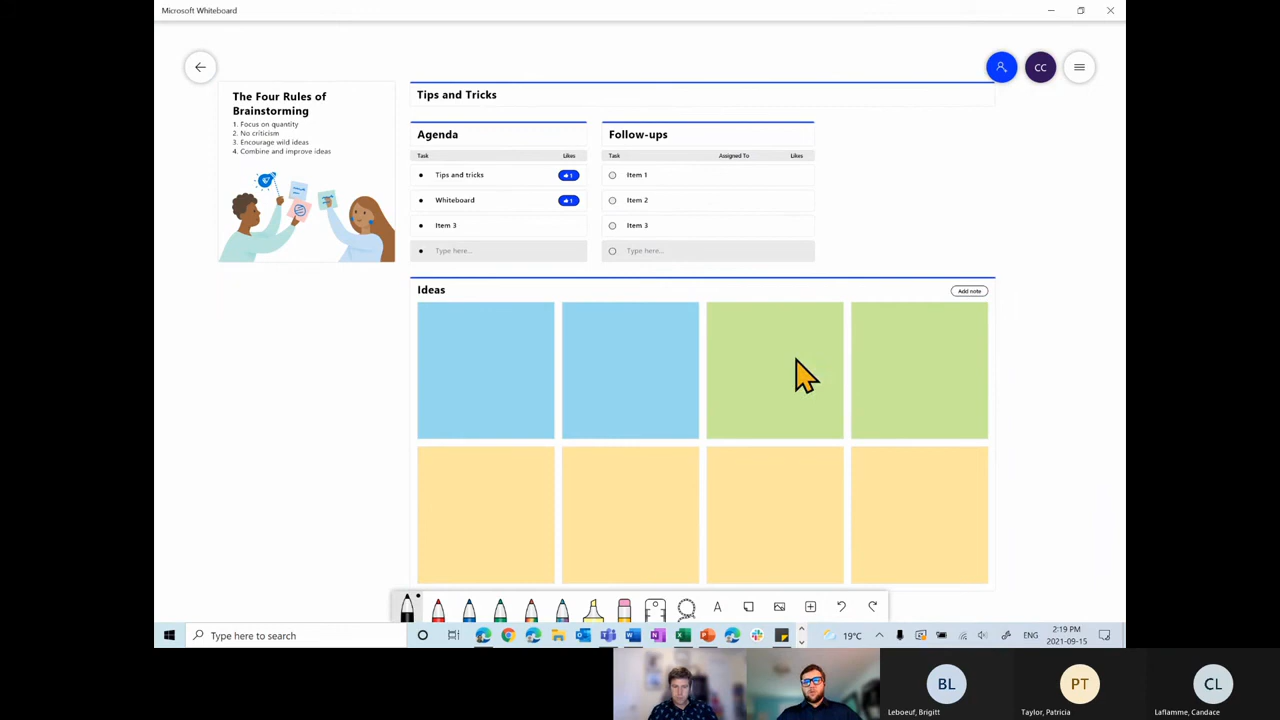 Microsoft Whiteboard
CC
The Four Rules of
Brainstorming
1. Focus on quantity
2. No criticism
3. Encourage wild ideas
4. Combine and improve ideas
Tips and Tricks
Agenda
Task Likes
Tips and tricks 1
Whiteboard 1
Item 3
Type here...
Follow-ups
Task Assigned To Likes
Item 1
Item 2
Item 3
Type here...
Ideas
Add note
Type here to search
19°C
ENG
2:19 PM
2021-09-15
BL
Leboeuf, Brigitt
PT
Taylor, Patricia
CL
Laflamme, Candace